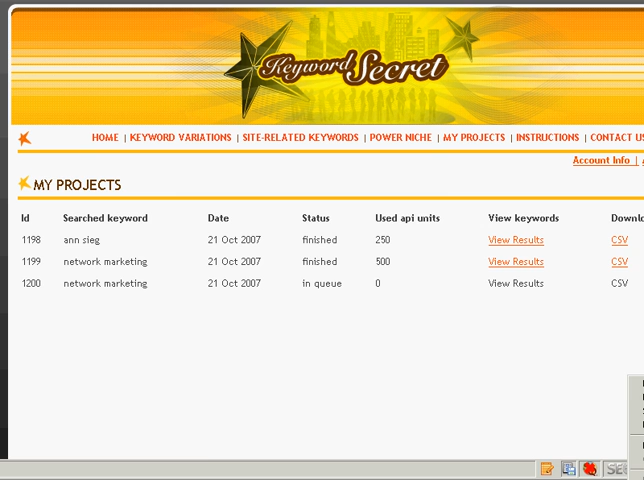 Keyword Secret
HOME | KEYWORD VARIATIONS | SITE-RELATED KEYWORDS | POWER NICHE | MY PROJECTS | INSTRUCTIONS | CONTACT US
Account Info |
MY PROJECTS
Id Searched keyword Date Status Used api units View keywords Downlo
1198 ann sieg 21 Oct 2007 finished 250 View Results CSV
1199 network marketing 21 Oct 2007 finished 500 View Results CSV
1200 network marketing 21 Oct 2007 in queue 0 View Results CSV